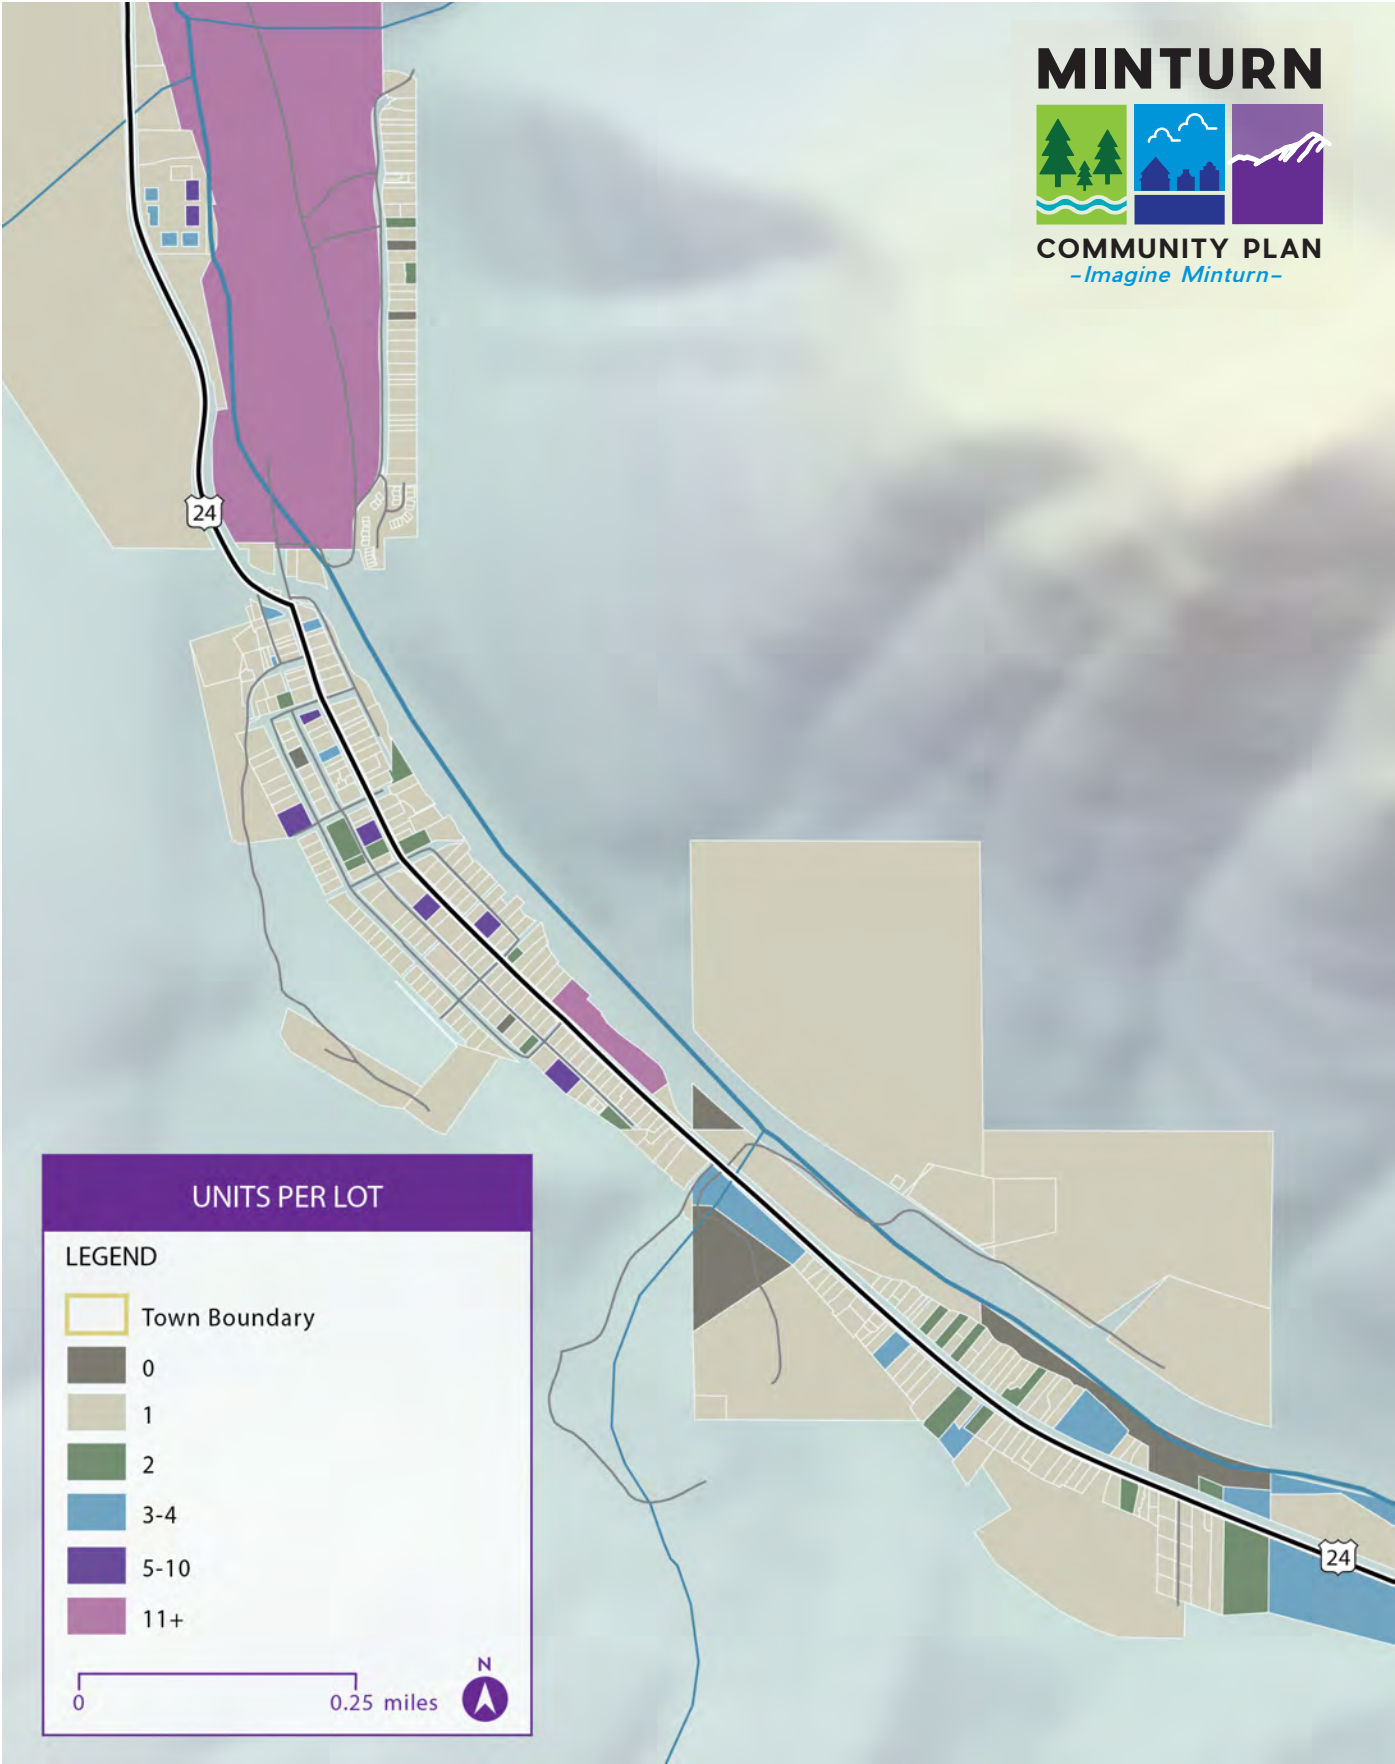 MINTURN
COMMUNITY PLAN
-Imagine Minturn-
24
UNITS PER LOT
LEGEND
Town Boundary
0
1
2
3-4
5-10
11+
N
0 0.25 miles
24